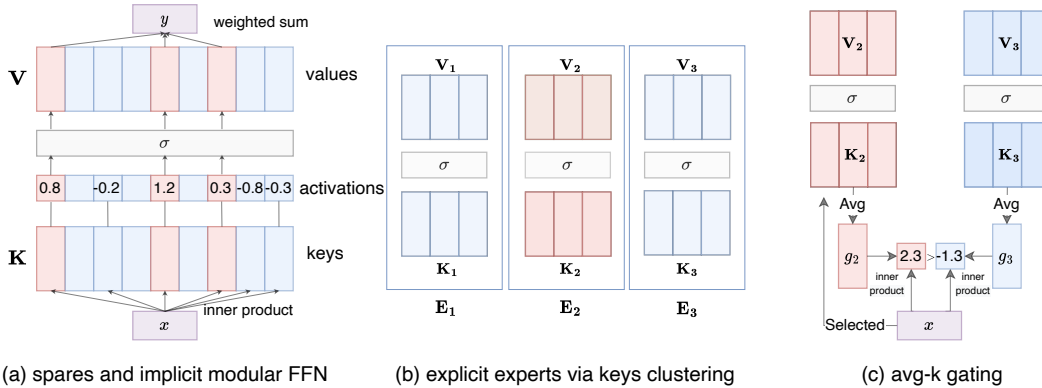 y
weighted sum
V
values
σ
0.8 -0.2 1.2 0.3 -0.8 -0.3 activations
K
keys
inner product
x
(a) spares and implicit modular FFN
V₁ V₂ V₃
σ σ σ
K₁ K₂ K₃
E₁ E₂ E₃
(b) explicit experts via keys clustering
V₂ V₃
σ σ
K₂ K₃
Avg Avg
g₂ 2.3 > -1.3 g₃
inner product inner product
Selected x
(c) avg-k gating